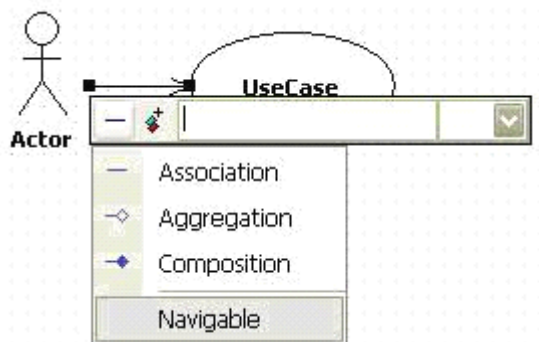 UseCase
Actor
Association
Aggregation
Composition
Navigable